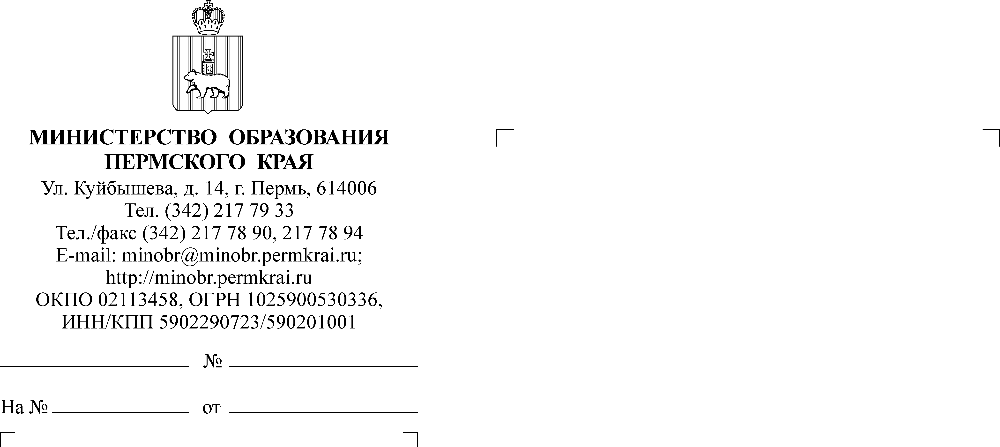 МИНИСТЕРСТВО ОБРАЗОВАНИЯ
ПЕРМСКОГО КРАЯ
Ул. Куйбышева, д. 14, г. Пермь, 614006
Тел. (342) 217 79 33
Тел./факс (342) 217 78 90, 217 78 94
E-mail: minobr@minobr.permkrai.ru;
http://minobr.permkrai.ru
ОКПО 02113458, ОГРН 1025900530336,
ИНН/КПП 5902290723/590201001
№
На № от